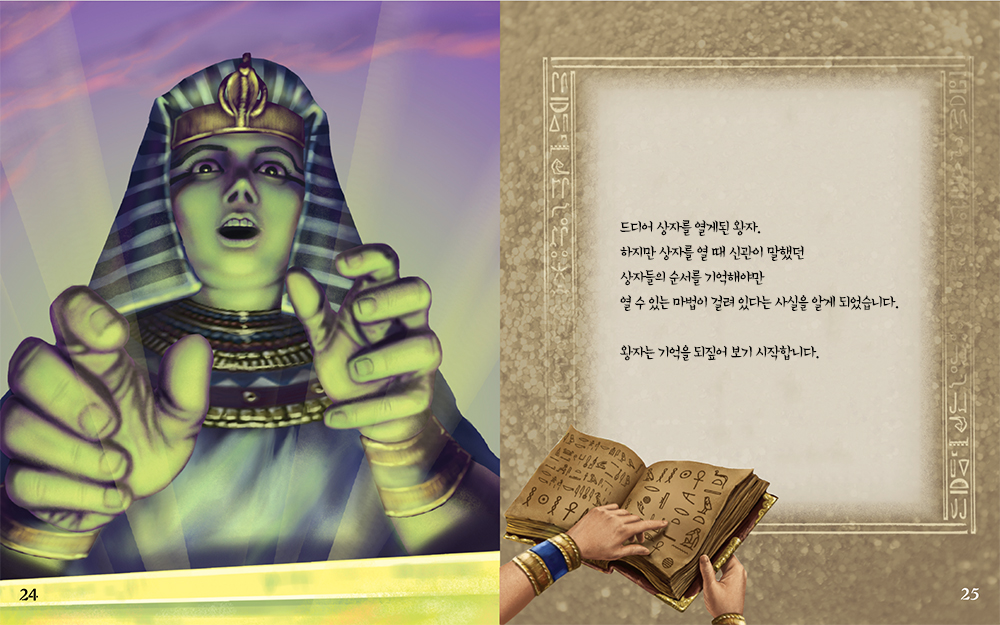 드디어 상자를 열게된 왕자.
하지만 상자를 열 때 신관이 말했던
상자들의 순서를 기억해야만
열 수 있는 마법이 걸려 있다는 사실을 알게 되었습니다.
왕자는 기억을 되짚어 보기 시작합니다.
24
25